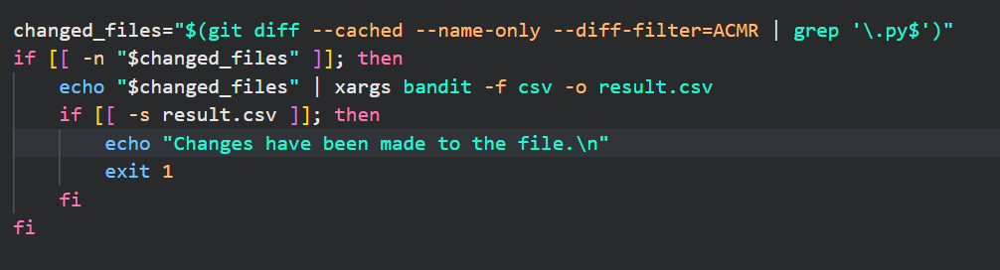 changed_files="$(git diff --cached --name-only --diff-filter=ACMR | grep '\.py$')"
if [[ -n "$changed_files" ]]; then
    echo "$changed_files" | xargs bandit -f csv -o result.csv
    if [[ -s result.csv ]]; then
        echo "Changes have been made to the file.\n"
        exit 1
    fi
fi